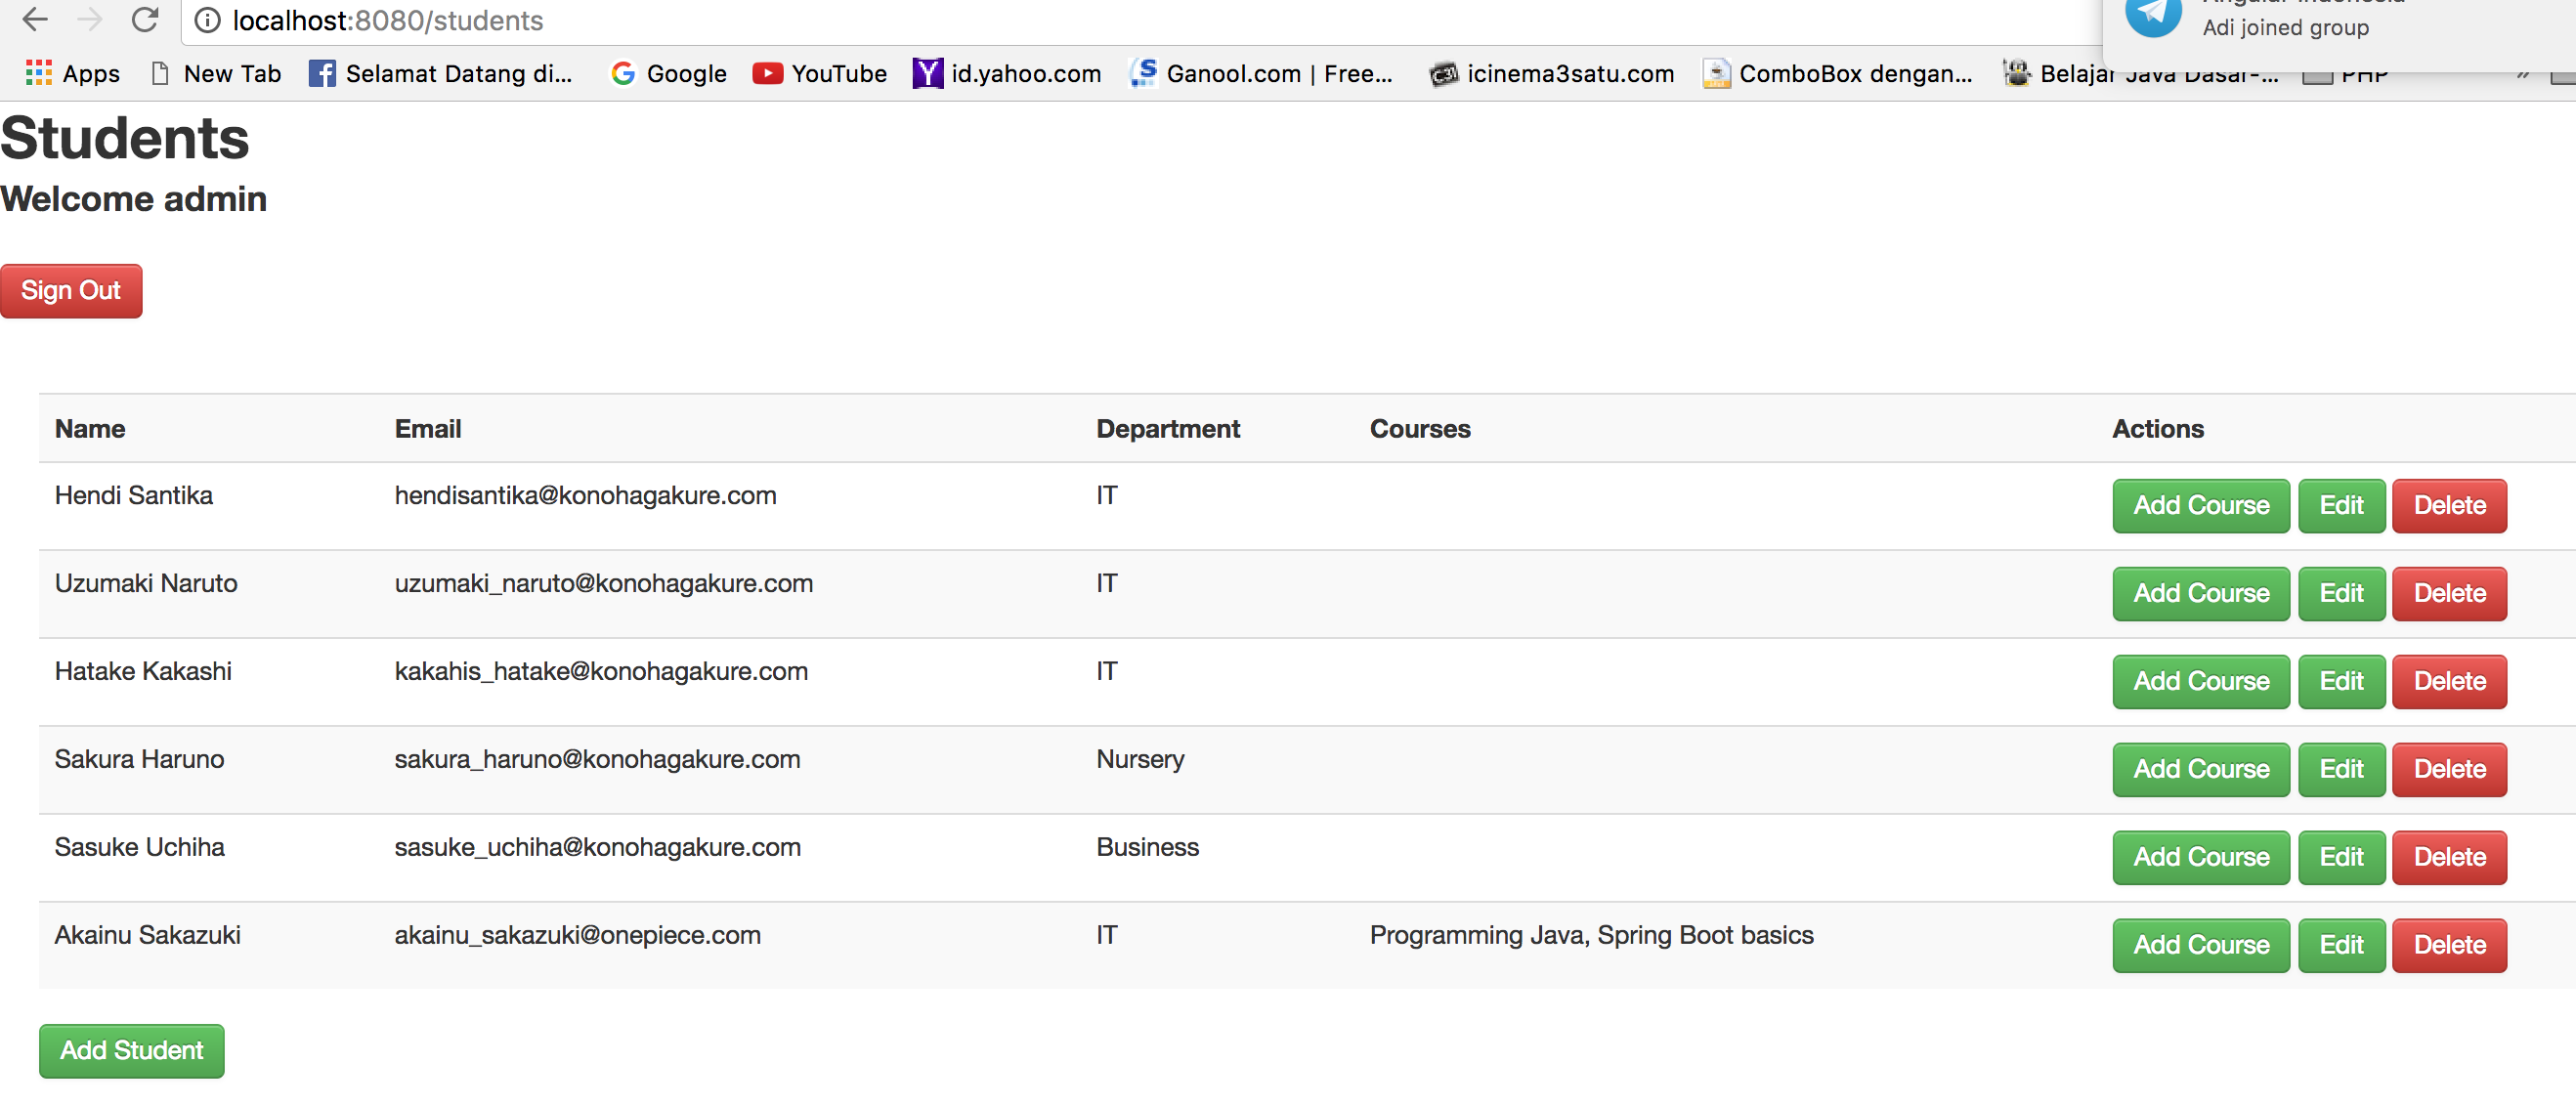 localhost:8080/students
Adi joined group
Apps New Tab Selamat Datang di... Google YouTube id.yahoo.com Ganool.com | Free... icinema3satu.com ComboBox dengan... Belajar Java Dasar-... PHP »
Students
Welcome admin
Sign Out
Name Email Department Courses Actions
Hendi Santika hendisantika@konohagakure.com IT Add Course Edit Delete
Uzumaki Naruto uzumaki_naruto@konohagakure.com IT Add Course Edit Delete
Hatake Kakashi kakahis_hatake@konohagakure.com IT Add Course Edit Delete
Sakura Haruno sakura_haruno@konohagakure.com Nursery Add Course Edit Delete
Sasuke Uchiha sasuke_uchiha@konohagakure.com Business Add Course Edit Delete
Akainu Sakazuki akainu_sakazuki@onepiece.com IT Programming Java, Spring Boot basics Add Course Edit Delete
Add Student